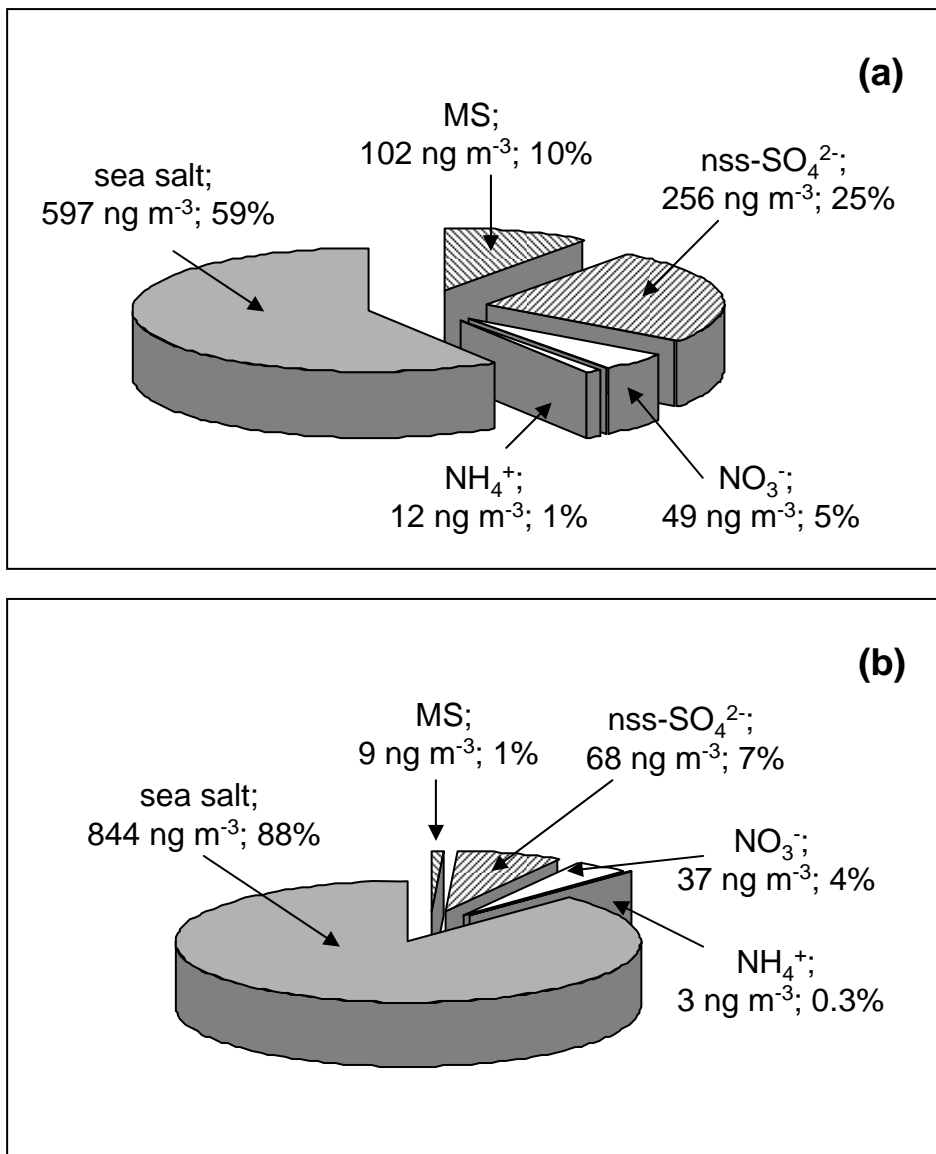 (a)
MS;
102 ng m⁻³; 10%
nss-SO₄²⁻;
256 ng m⁻³; 25%
sea salt;
597 ng m⁻³; 59%
NH₄⁺;
12 ng m⁻³; 1%
NO₃⁻;
49 ng m⁻³; 5%
(b)
MS;
9 ng m⁻³; 1%
nss-SO₄²⁻;
68 ng m⁻³; 7%
sea salt;
844 ng m⁻³; 88%
NO₃⁻;
37 ng m⁻³; 4%
NH₄⁺;
3 ng m⁻³; 0.3%